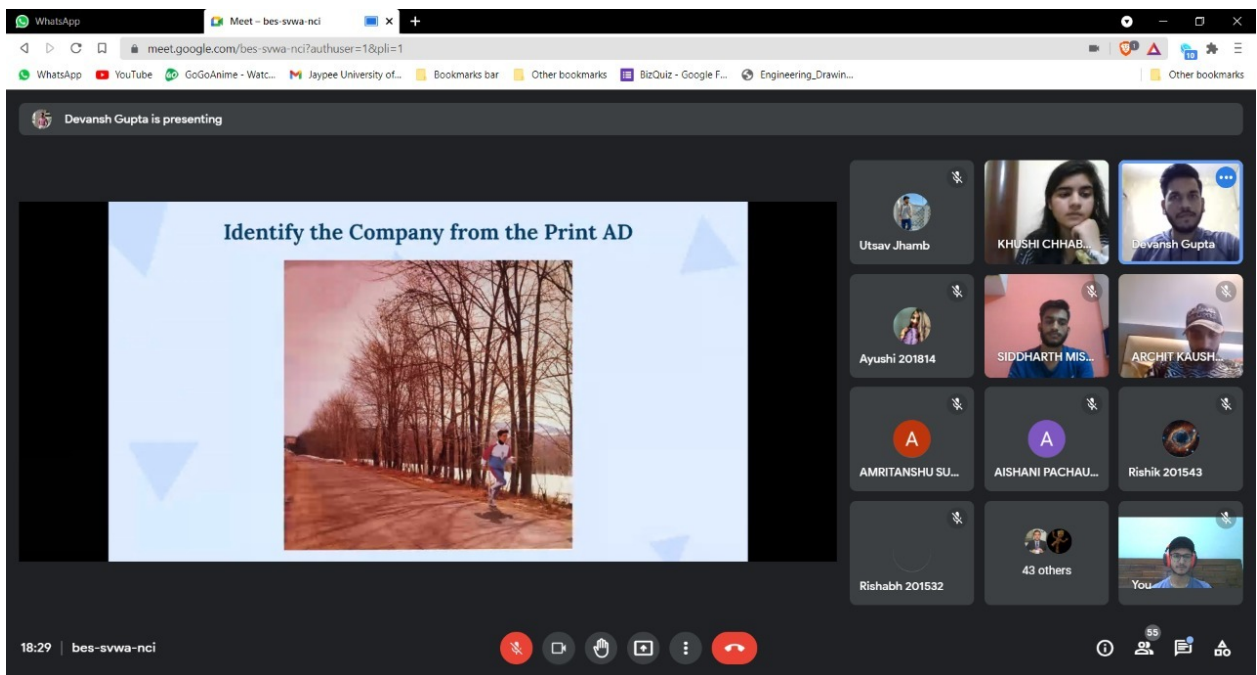 WhatsApp
Meet – bes-svwa-nci
meet.google.com/bes-svwa-nci?authuser=1&pli=1
10
WhatsApp
YouTube
GoGoAnime - Watc...
Jaypee University of...
Bookmarks bar
Other bookmarks
BizQuiz - Google F...
Engineering_Drawin...
Other bookmarks
Devansh Gupta is presenting
Identify the Company from the Print AD
Utsav Jhamb
KHUSHI CHHAB...
Devansh Gupta
Ayushi 201814
SIDDHARTH MIS...
ARCHIT KAUSH...
A
AMRITANSHU SU...
A
AISHANI PACHAU...
Rishik 201543
Rishabh 201532
43 others
You
18:29 | bes-svwa-nci
55